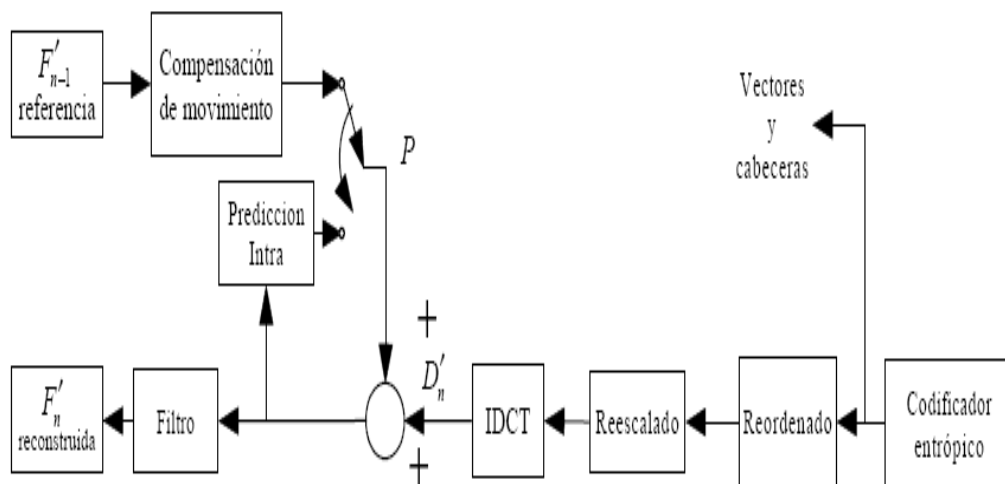 F'n-1
referencia
Compensación
de movimiento
Vectores
y
cabeceras
P
Prediccion
Intra
+
D'n
F'n
reconstruida
Filtro
IDCT
Reescalado
Reordenado
Codificador
entrópico
+